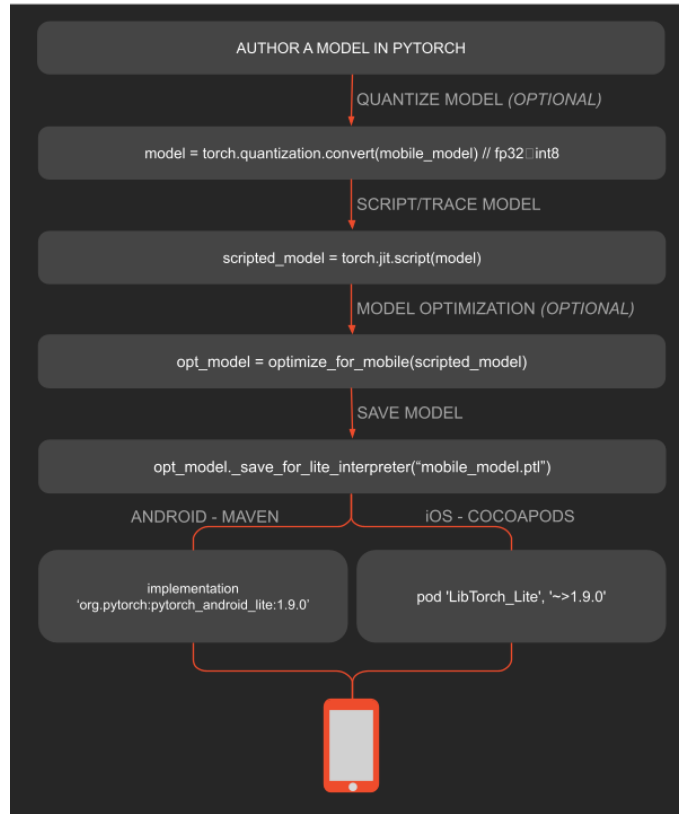 AUTHOR A MODEL IN PYTORCH
QUANTIZE MODEL (OPTIONAL)
model = torch.quantization.convert(mobile_model) // fp32□int8
SCRIPT/TRACE MODEL
scripted_model = torch.jit.script(model)
MODEL OPTIMIZATION (OPTIONAL)
opt_model = optimize_for_mobile(scripted_model)
SAVE MODEL
opt_model._save_for_lite_interpreter(“mobile_model.ptl”)
ANDROID - MAVEN
iOS - COCOAPODS
implementation
‘org.pytorch:pytorch_android_lite:1.9.0’
pod 'LibTorch_Lite', '~>1.9.0'